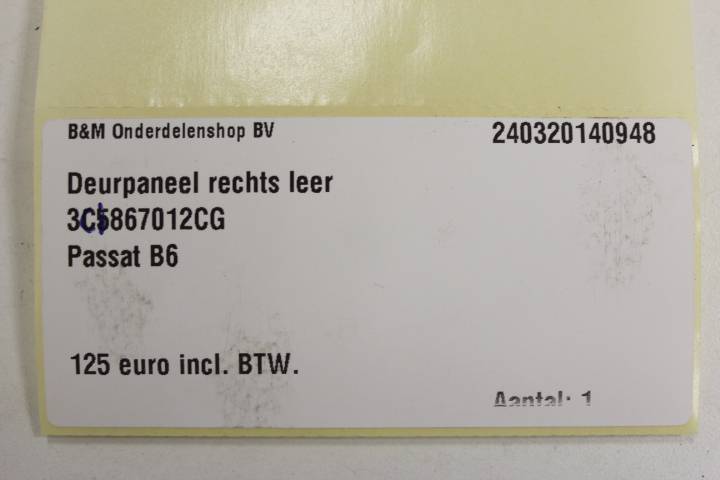 B&M Onderdelenshop BV
240320140948
Deurpaneel rechts leer
3C5867012CG
Passat B6
125 euro incl. BTW.
Aantal: 1